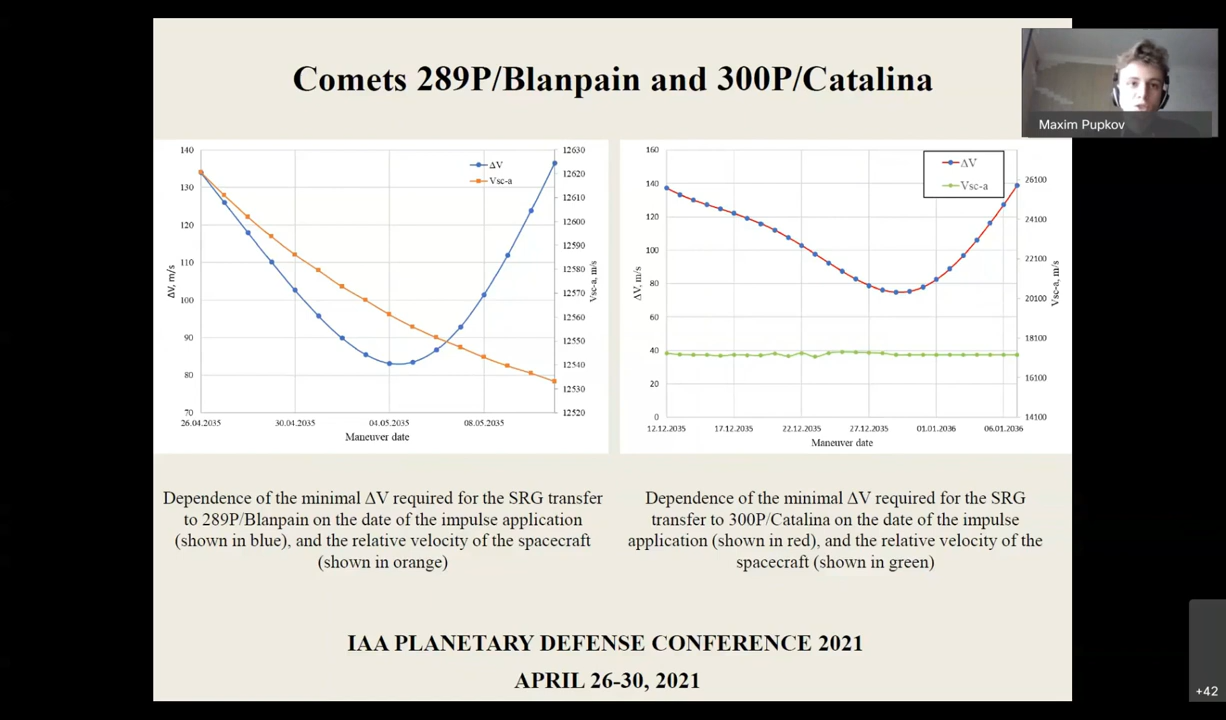 Comets 289P/Blanpain and 300P/Catalina
Maxim Pupkov
140
130
120
110
100
90
80
70
ΔV, m/s
ΔV
Vsc-a
12630
12620
12610
12600
12590
12580
12570
12560
12550
12540
12530
12520
Vsc-a, m/s
26.04.2035
30.04.2035
04.05.2035
08.05.2035
Maneuver date
160
140
120
100
80
60
40
20
0
ΔV, m/s
ΔV
Vsc-a
26100
24100
22100
20100
18100
16100
14100
Vsc-a, m/s
12.12.2035
17.12.2035
22.12.2035
27.12.2035
01.01.2036
06.01.2036
Maneuver date
Dependence of the minimal ΔV required for the SRG transfer
to 289P/Blanpain on the date of the impulse application
(shown in blue), and the relative velocity of the spacecraft
(shown in orange)
Dependence of the minimal ΔV required for the SRG
transfer to 300P/Catalina on the date of the impulse
application (shown in red), and the relative velocity of the
spacecraft (shown in green)
IAA PLANETARY DEFENSE CONFERENCE 2021
APRIL 26-30, 2021
+42